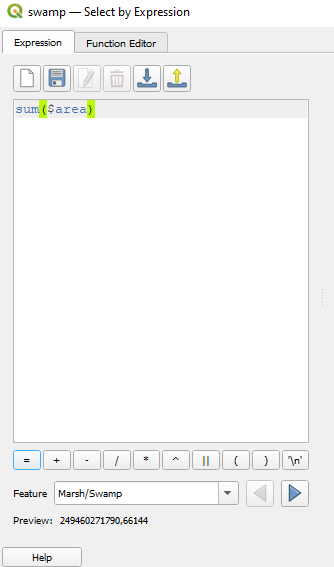 swamp — Select by Expression
Expression
Function Editor
sum($area)
= + - / * ^ || ( ) '\n'
Feature Marsh/Swamp
Preview: 249460271790,66144
Help